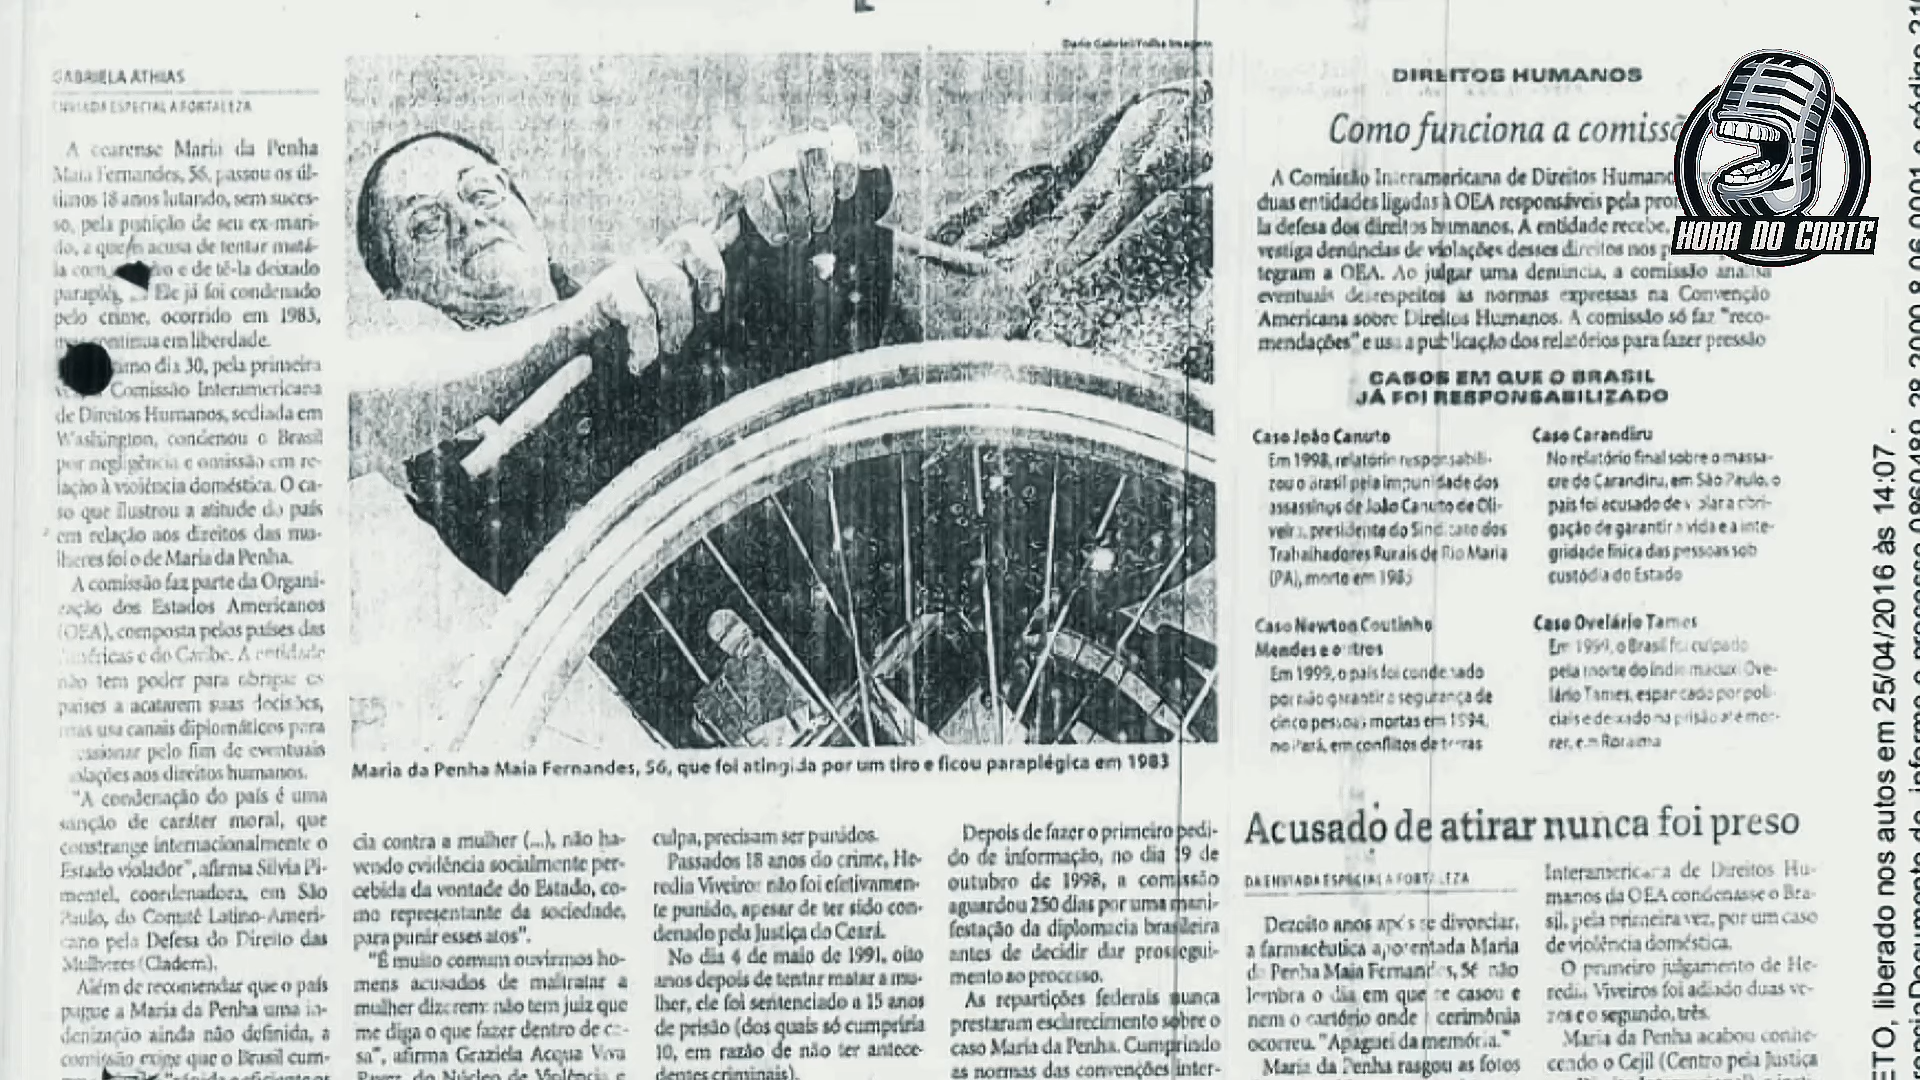 GABRIELA ATHIAS
ENVIADA ESPECIAL A FORTALEZA
A cearense Maria da Penha
Maia Fernandes, 56, passou os úl-
timos 18 anos lutando, sem suces-
so, pela punição de seu ex-mari-
do, a quem acusa de tentar matá-
la com e de tê-la deixado
Ele já foi condenado
pelo crime, ocorrido em 1983,
continua em liberdade.
dia 30, pela primeira
Comissão Interamericana
de Direitos Humanos, sediada em
Washington, condenou o Brasil
por negligência e omissão em re-
lação à violência doméstica. O ca-
so que ilustrou a atitude do país
em relação aos direitos das mu-
lheres foi o de Maria da Penha.
A comissão faz parte da Organi-
zação dos Estados Americanos
(OEA), composta pelos países das
Américas e do Caribe. A entidade
não tem poder para obrigar os
países a acatarem suas decisões,
mas usa canais diplomáticos para
pelo fim de eventuais
violações aos direitos humanos.
"A condenação do país é uma
sanção de caráter moral, que
constrange internacionalmente o
Estado violador", afirma Silvia Pi-
mentel, coordenadora, em São
Paulo, do Comitê Latino-Ameri-
cano pela Defesa do Direito das
Mulheres (Cladem).
Além de recomendar que o país
pague a Maria da Penha uma in-
denização ainda não definida, a
comissão exige que o Brasil cum-
Maria da Penha Maia Fernandes, 56, que foi atingida por um tiro e ficou paraplégica em 1983
cia contra a mulher (...), não ha-
vendo evidência socialmente per-
cebida da vontade do Estado, co-
mo representante da sociedade,
para punir esses atos".
"É muito comum ouvirmos ho-
mens acusados de maltratar a
mulher dizerem: não tem juiz que
me diga o que fazer dentro de ca-
sa", afirma Graziela Acqua Viva
do Núcleo de Violência e
culpa, precisam ser punidos.
Passados 18 anos do crime, He-
redia Viveiros não foi efetivamen-
te punido, apesar de ter sido con-
denado pela Justiça do Ceará.
No dia 4 de maio de 1991, oito
anos depois de tentar matar a mu-
lher, ele foi sentenciado a 15 anos
de prisão (dos quais só cumpriria
10, em razão de não ter antece-
dentes criminais).
Depois de fazer o primeiro pedi-
do de informação, no dia 19 de
outubro de 1998, a comissão
aguardou 250 dias por uma mani-
festação da diplomacia brasileira
antes de decidir dar prossegui-
mento ao processo.
As repartições federais nunca
prestaram esclarecimento sobre o
caso Maria da Penha. Cumprindo
as normas das convenções inter-
DIREITOS HUMANOS
Como funciona a
A Comissão Interamericana de Direitos
duas entidades ligadas à OEA responsáveis pela
la defesa dos direitos humanos. A entidade recebe,
vestiga denúncias de violações desses direitos nos
tegram a OEA. Ao julgar uma denúncia, a comissão analisa
eventuais desrespeitos às normas expressas na Convenção
Americana sobre Direitos Humanos. A comissão só faz "reco-
mendações" e usa a publicação dos relatórios para fazer pressão
CASOS EM QUE O BRASIL
JÁ FOI RESPONSABILIZADO
Caso João Canuto
Em 1998, relatório responsabili-
zou o Brasil pela impunidade dos
assassinos de João Canuto de Oli-
veira, presidente do Sindicato dos
Trabalhadores Rurais de Rio Maria
(PA), morto em 1985
Caso Carandiru
No relatório final sobre o massa-
cre do Carandiru, em São Paulo, o
país foi acusado de violar a obri-
gação de garantir a vida e a inte-
gridade física das pessoas sob
custódia do Estado
Caso Newton Coutinho
Mendes e outros
Em 1999, o país foi condenado
por não garantir a segurança de
cinco pessoas mortas em 1994,
no Pará, em conflitos de terras
Caso Ovelário Tames
Em 1999, o Brasil foi culpado
pela morte do índio macuxi Ove-
lário Tames, espancado por poli-
ciais e deixado na prisão até mor-
rer, em Roraima
Acusado de atirar nunca foi preso
DA ENVIADA ESPECIAL A FORTALEZA
Dezoito anos após se divorciar,
a farmacêutica aposentada Maria
da Penha Maia Fernandes, 56, não
lembra o dia em que se casou e
nem o cartório onde a cerimônia
ocorreu. "Apaguei da memória."
Maria da Penha rasgou as fotos
Interamericana de Direitos Hu-
manos da OEA condenasse o Bra-
sil, pela primeira vez, por um caso
de violência doméstica.
O primeiro julgamento de He-
redia Viveiros foi adiado duas ve-
zes e o segundo, três.
Maria da Penha acabou conhe-
cendo o Cejil (Centro pela Justiça
HORA DO CORTE
ETO, liberado nos autos em 25/04/2016 às 14:07 .